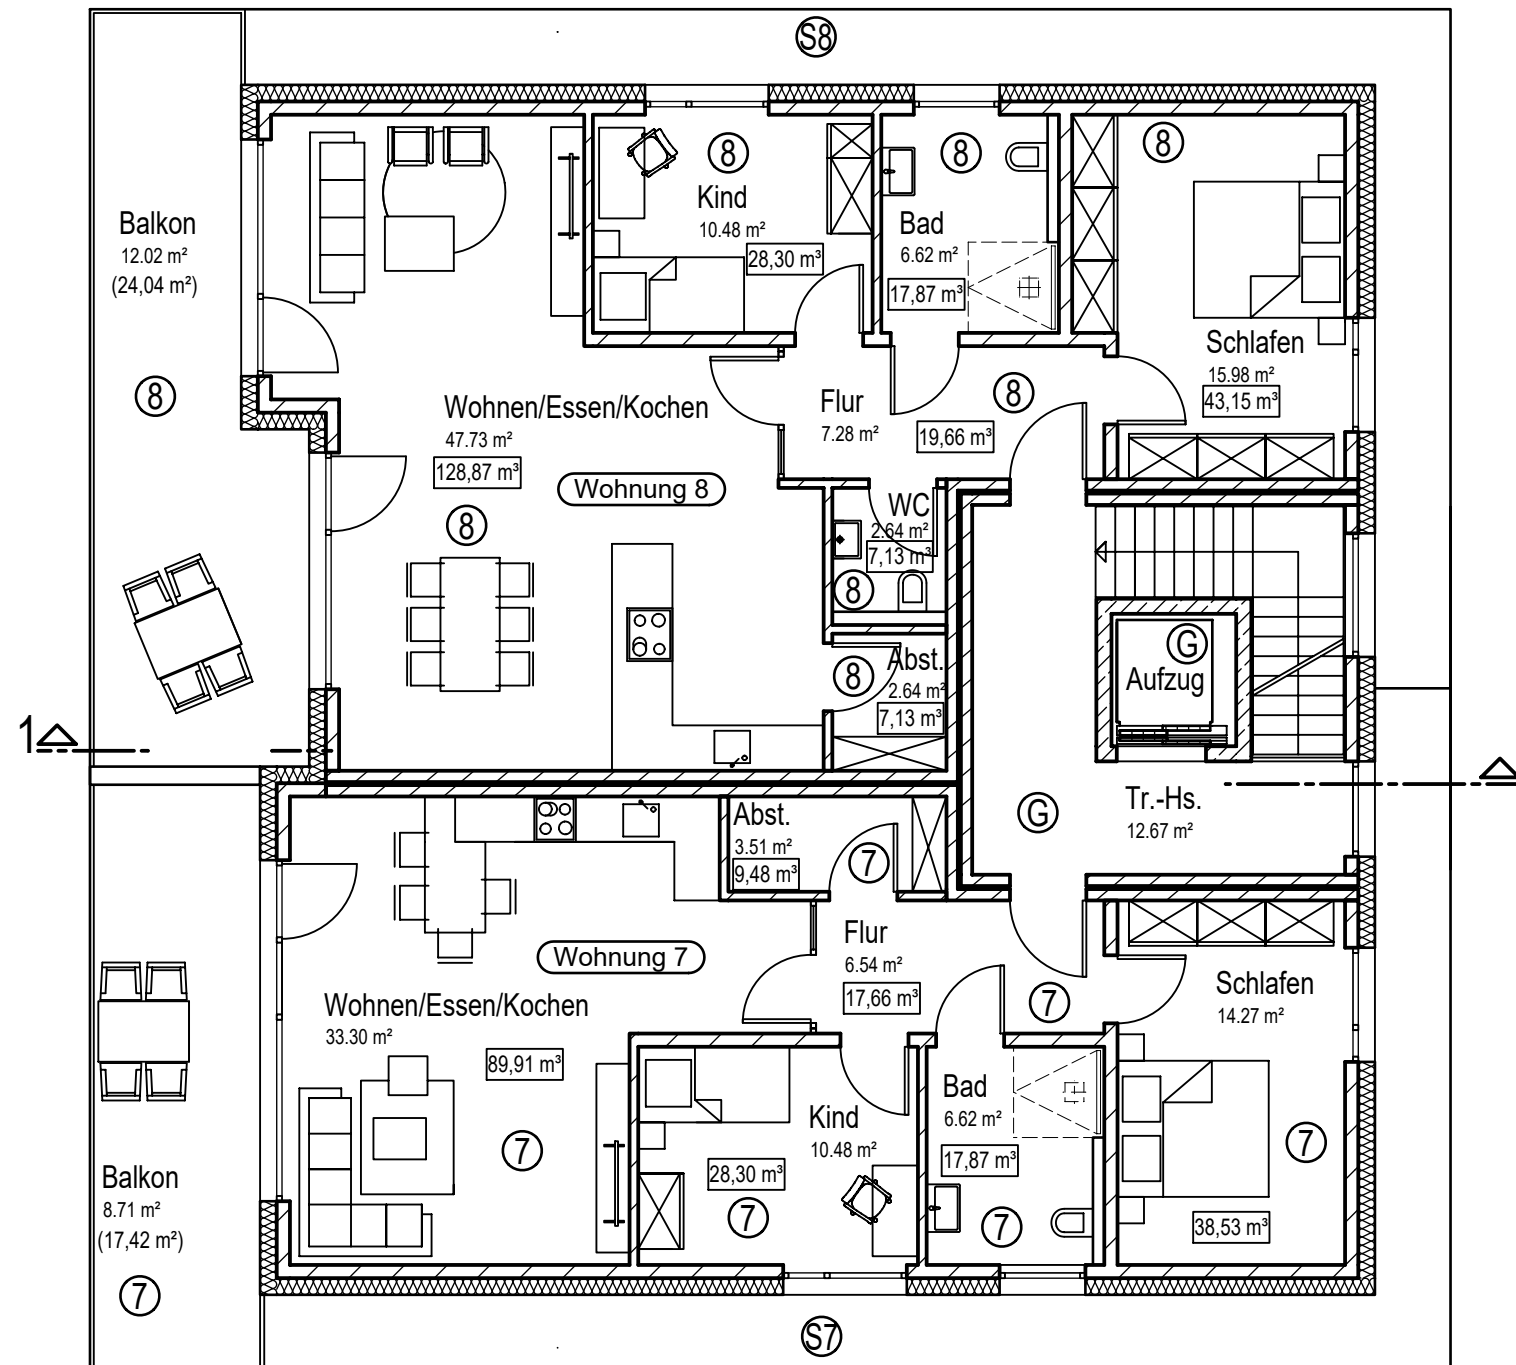 S8
Balkon
12.02 m²
(24,04 m²)
8
8
Kind
10.48 m²
28,30 m³
8
Bad
6.62 m²
17,87 m³
8
Schlafen
15.98 m²
43,15 m³
Wohnen/Essen/Kochen
47.73 m²
128,87 m³
8
Wohnung 8
Flur
7.28 m²
8
19,66 m³
WC
2.64 m²
7,13 m³
8
Abst.
2.64 m²
7,13 m³
8
G
Aufzug
1
G
Tr.-Hs.
12.67 m²
Abst.
3.51 m²
9,48 m³
7
Wohnung 7
Flur
6.54 m²
17,66 m³
7
Wohnen/Essen/Kochen
33.30 m²
89,91 m³
7
Schlafen
14.27 m²
7
38,53 m³
Kind
10.48 m²
28,30 m³
7
Bad
6.62 m²
17,87 m³
7
Balkon
8.71 m²
(17,42 m²)
7
S7